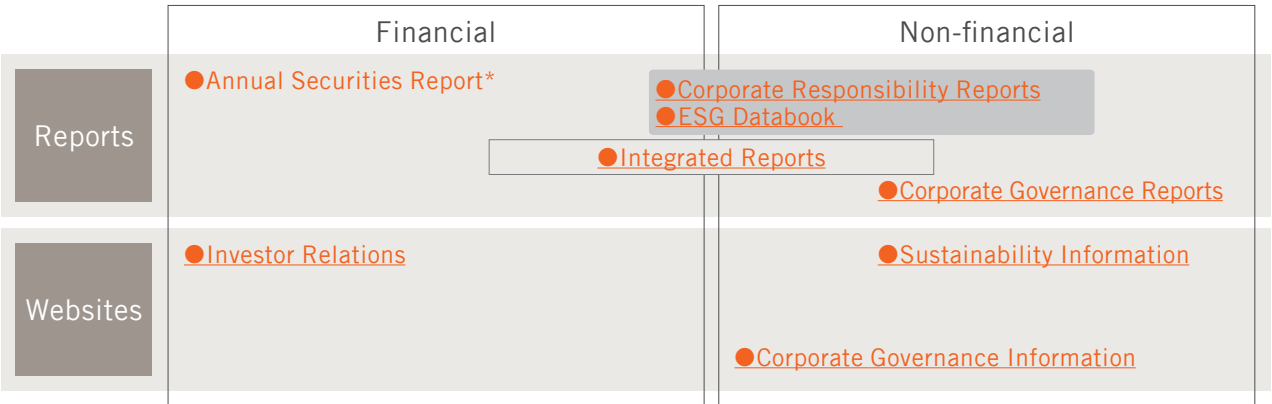 Financial
Non-financial
Reports
●Annual Securities Report*
●Corporate Responsibility Reports
●ESG Databook
●Integrated Reports
●Corporate Governance Reports
Websites
●Investor Relations
●Sustainability Information
●Corporate Governance Information